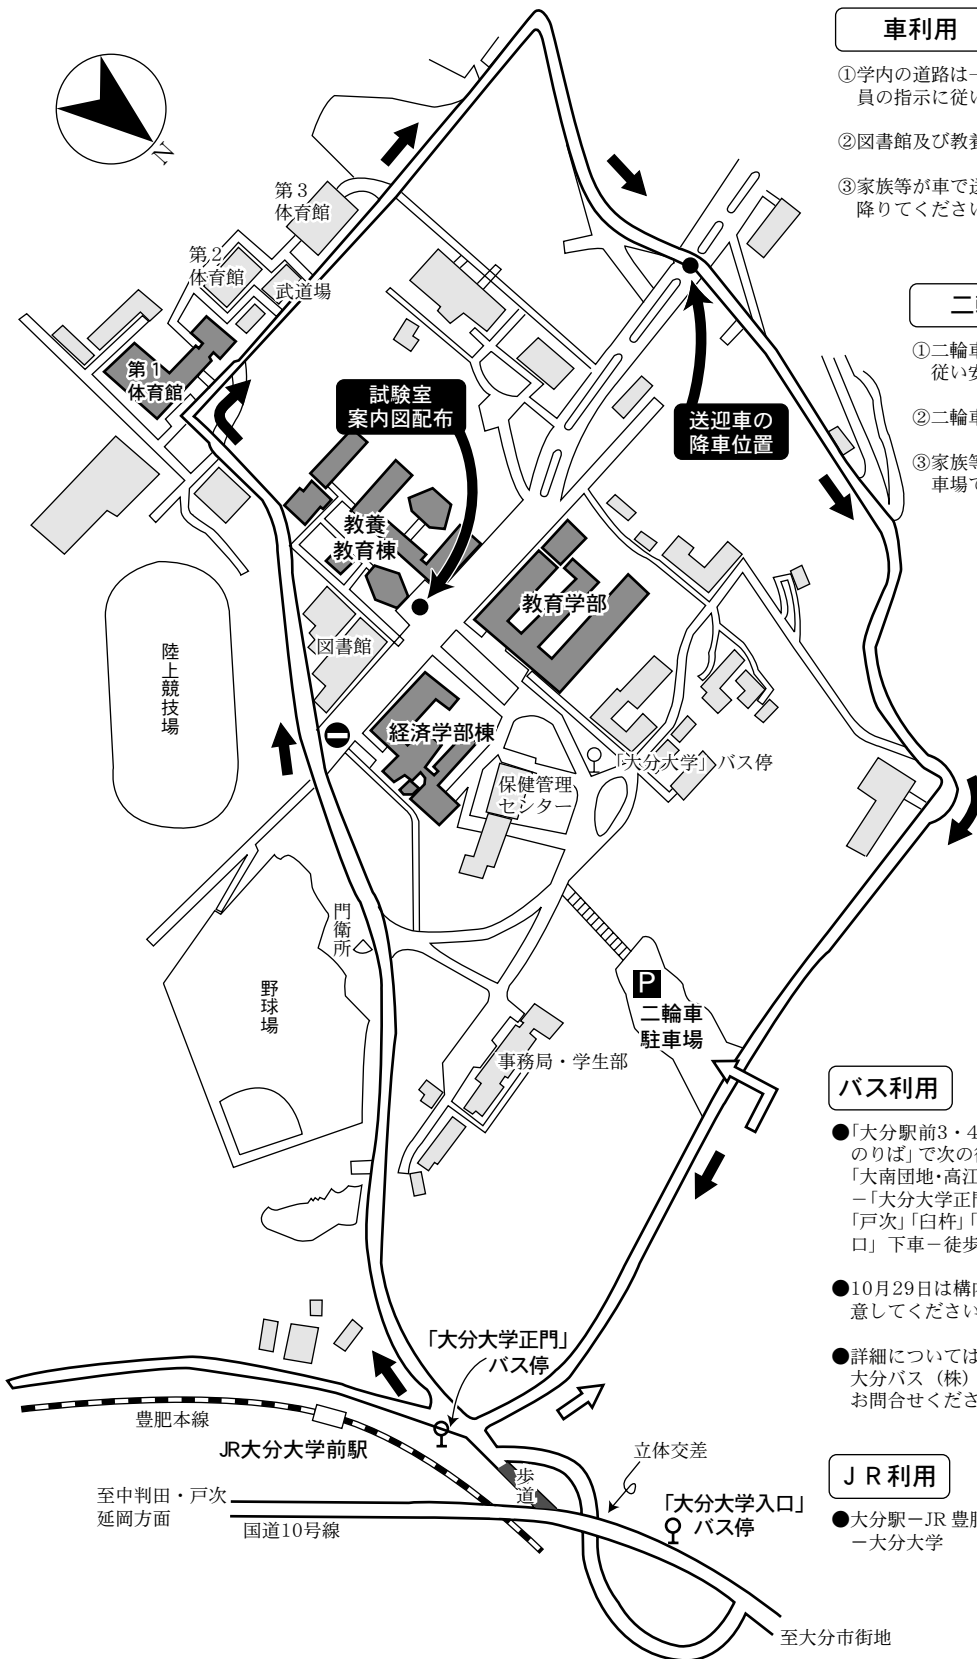 車利用
①学内の道路は一
員の指示に従い
②図書館及び教養
③家族等が車で送
降りてください
N
第3
体育館
第2
体育館
武道場
第1
体育館
試験室
案内図配布
送迎車の
降車位置
二輪
①二輪車
従い安
②二輪車
③家族等
車場で
教養
教育棟
教育学部
図書館
陸上競技場
経済学部棟
「大分大学」バス停
保健管理
センター
門衛所
野球場
P
二輪車
駐車場
事務局・学生部
バス利用
●「大分駅前3・4
のりば」で次の行
「大南団地・高江
－「大分大学正門
「戸次」「臼杵」「
口」下車－徒歩
●10月29日は構内
意してください
●詳細については
大分バス（株）
お問合せくださ
「大分大学正門」
バス停
豊肥本線
JR大分大学前駅
歩道
立体交差
至中判田・戸次
延岡方面
国道10号線
「大分大学入口」
バス停
ＪＲ利用
●大分駅－JR 豊肥
－大分大学
至大分市街地